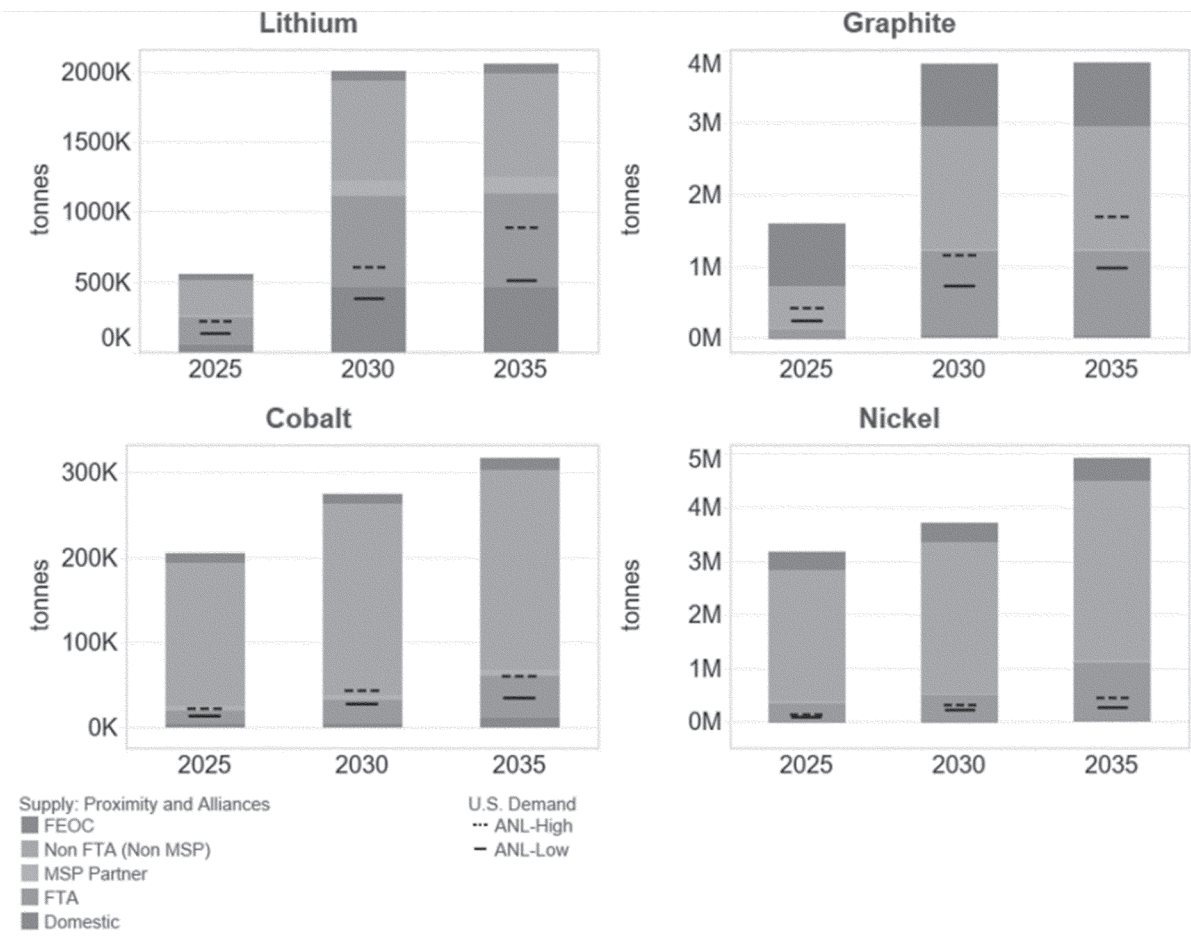 Lithium
2000K
1500K
1000K
500K
0K
tonnes
2025 2030 2035
Graphite
4M
3M
2M
1M
0M
tonnes
2025 2030 2035
Cobalt
300K
200K
100K
0K
tonnes
2025 2030 2035
Nickel
5M
4M
3M
2M
1M
0M
tonnes
2025 2030 2035
Supply: Proximity and Alliances
FEOC
Non FTA (Non MSP)
MSP Partner
FTA
Domestic
U.S. Demand
ANL-High
ANL-Low